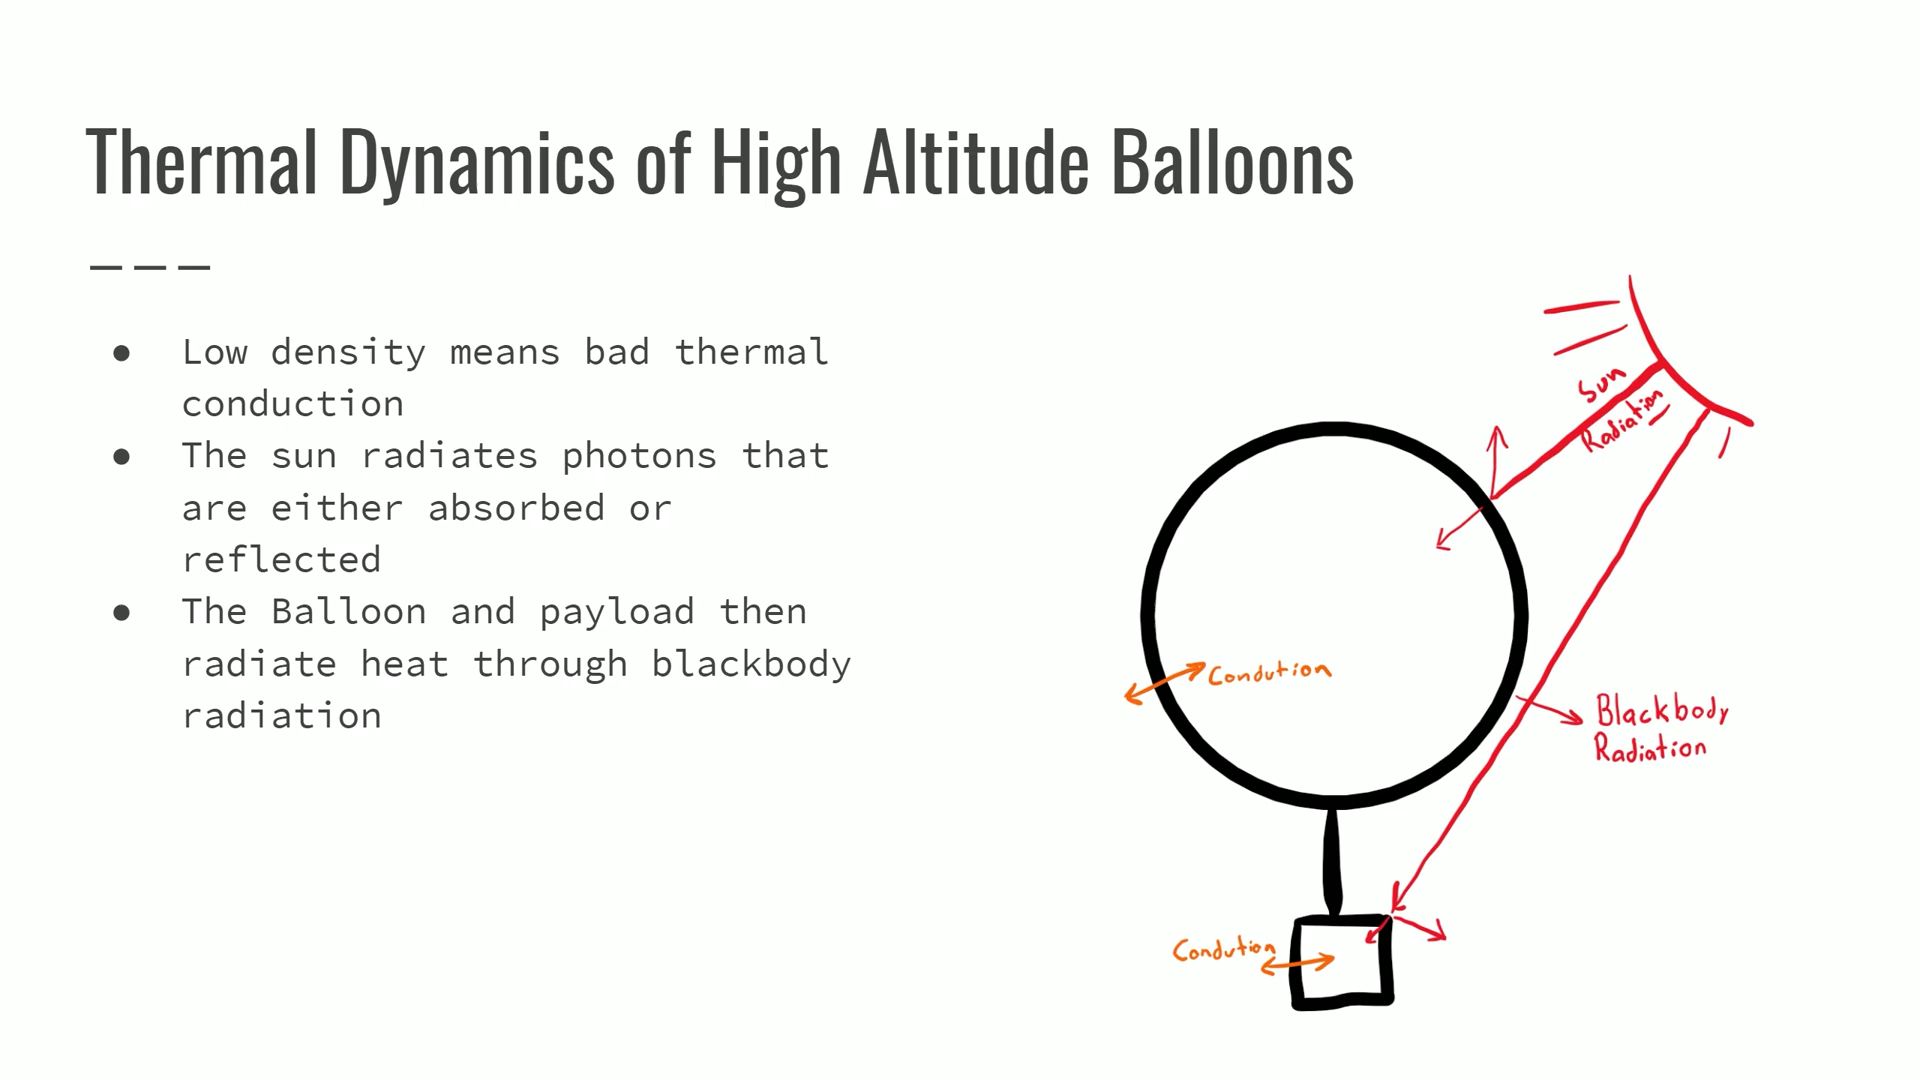 Thermal Dynamics of High Altitude Balloons
● Low density means bad thermal
conduction
● The sun radiates photons that
are either absorbed or
reflected
● The Balloon and payload then
radiate heat through blackbody
radiation
Sun
Radiation
Condution
Blackbody
Radiation
Condution